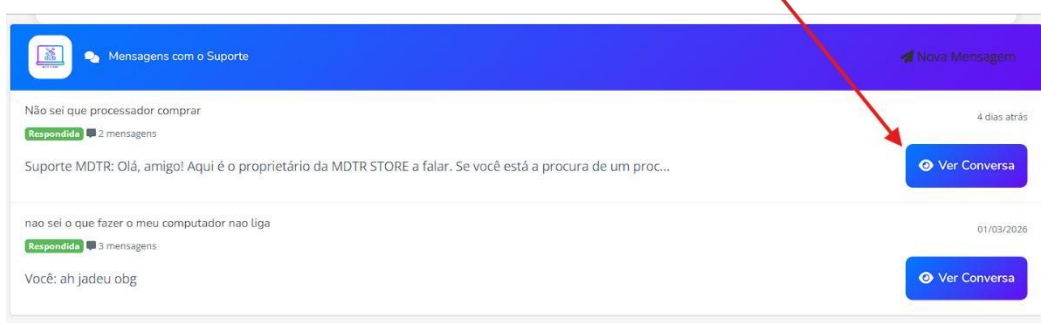 Mensagens com o Suporte
Nova Mensagem
Não sei que processador comprar
4 dias atrás
Respondida 2 mensagens
Suporte MDTR: Olá, amigo! Aqui é o proprietário da MDTR STORE a falar. Se você está a procura de um proc...
Ver Conversa
nao sei o que fazer o meu computador nao liga
01/03/2026
Respondida 3 mensagens
Você: ah jadeu obg
Ver Conversa